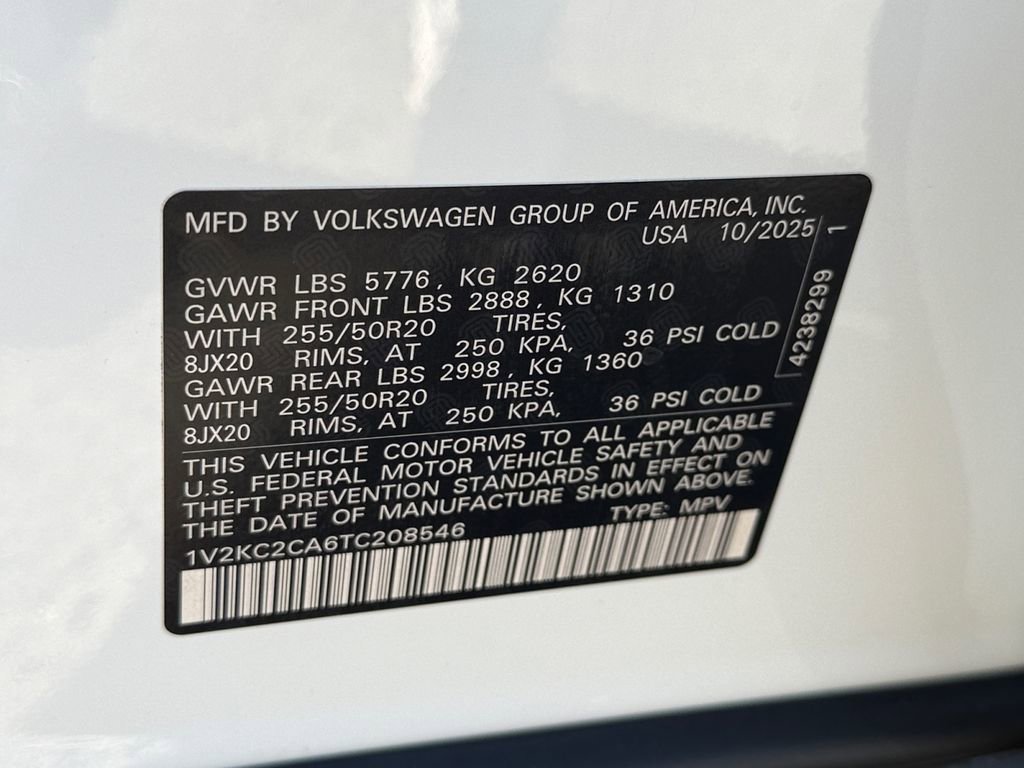 MFD BY VOLKSWAGEN GROUP OF AMERICA, INC.
USA 10/2025
GVWR LBS 5776, KG 2620
GAWR FRONT LBS 2888, KG 1310
WITH 255/50R20 TIRES,
8JX20 RIMS, AT 250 KPA, 36 PSI COLD
GAWR REAR LBS 2998, KG 1360
WITH 255/50R20 TIRES,
8JX20 RIMS, AT 250 KPA, 36 PSI COLD
4238299 1
THIS VEHICLE CONFORMS TO ALL APPLICABLE
U.S. FEDERAL MOTOR VEHICLE SAFETY AND
THEFT PREVENTION STANDARDS IN EFFECT ON
THE DATE OF MANUFACTURE SHOWN ABOVE.
1V2KC2CA6TC208546 TYPE: MPV